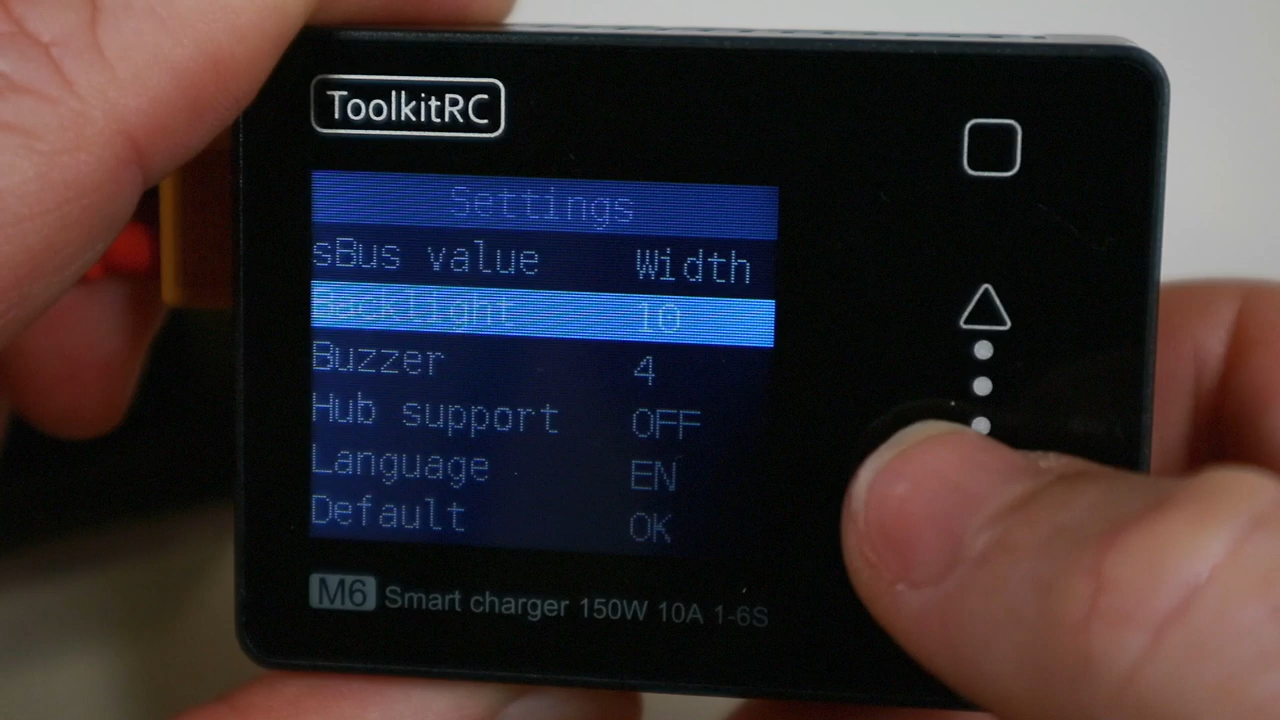 ToolkitRC
Settings
sBus value Width
Backlight 10
Buzzer 4
Hub support OFF
Language EN
Default OK
M6 Smart charger 150W 10A 1-6S